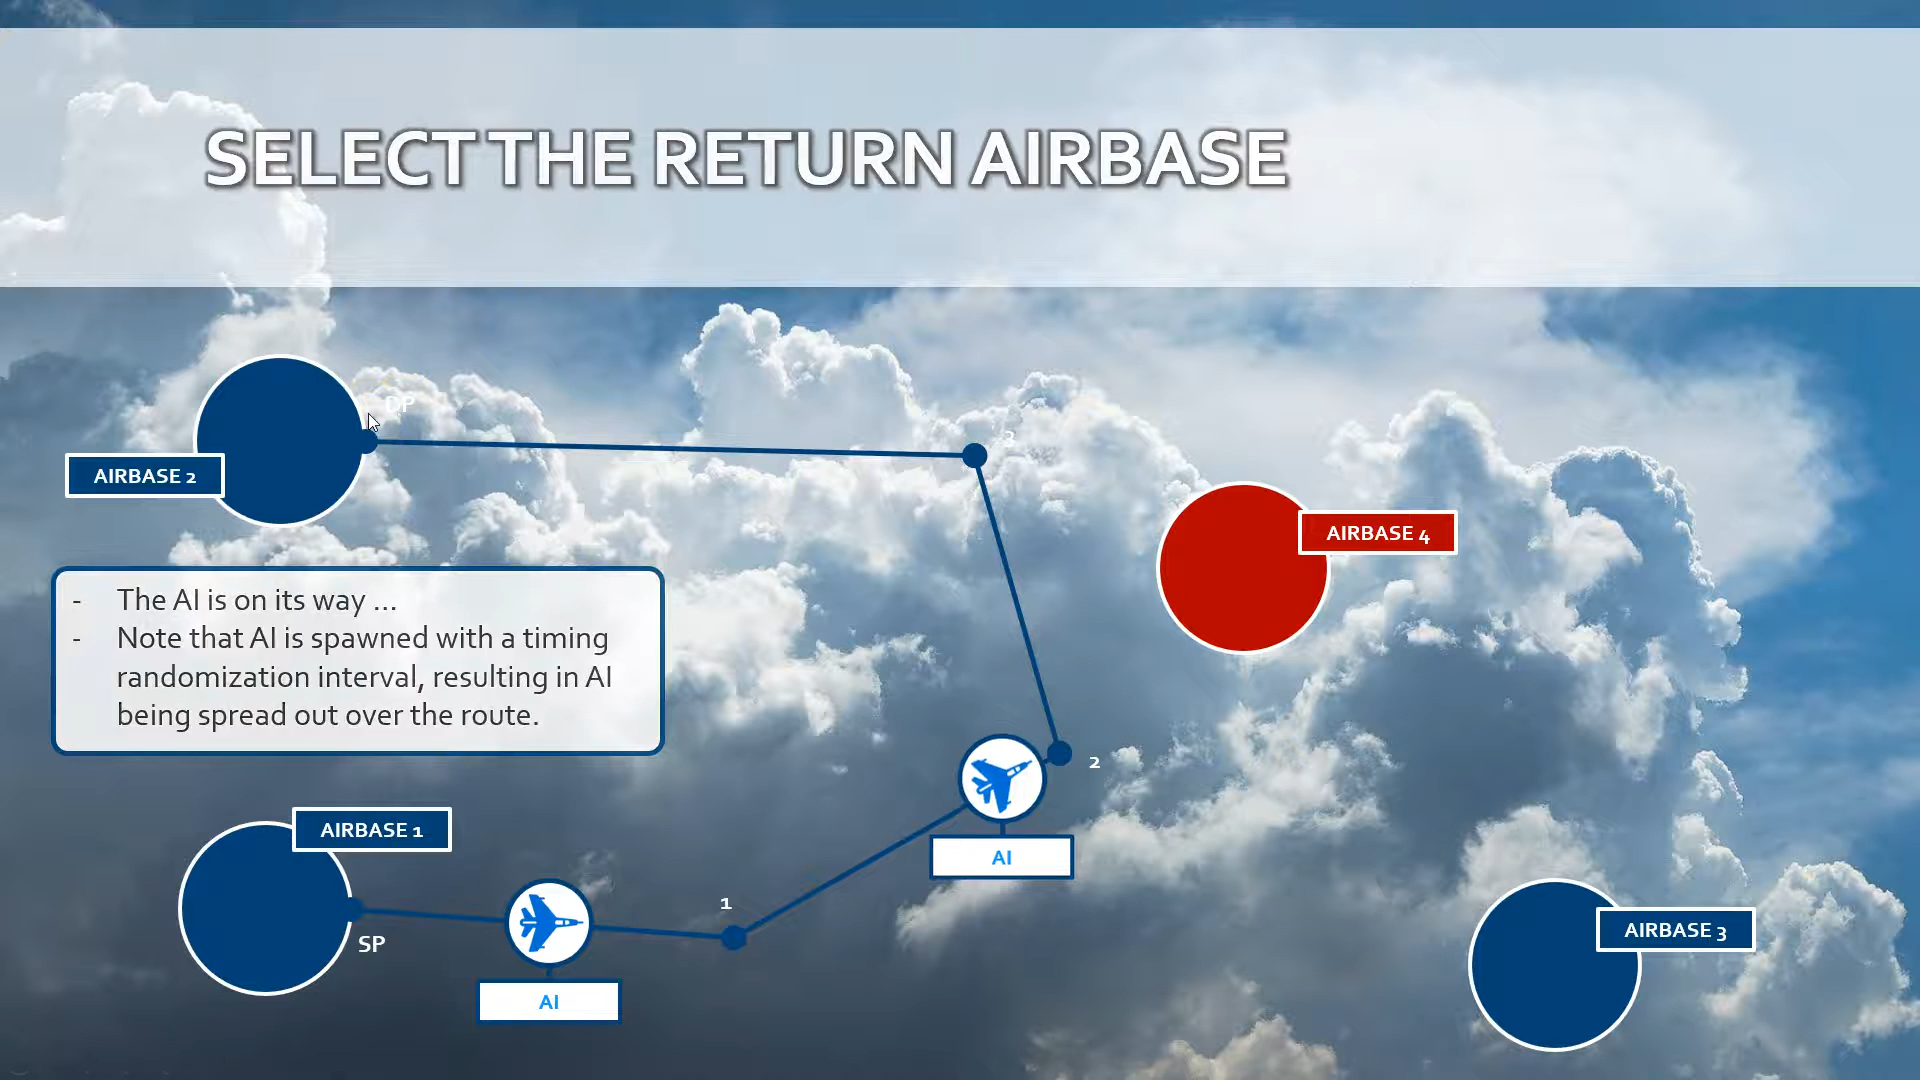 SELECT THE RETURN AIRBASE
DP
3
AIRBASE 2
AIRBASE 4
- The AI is on its way ...
- Note that AI is spawned with a timing
randomization interval, resulting in AI
being spread out over the route.
2
AIRBASE 1
AI
1
SP
AIRBASE 3
AI